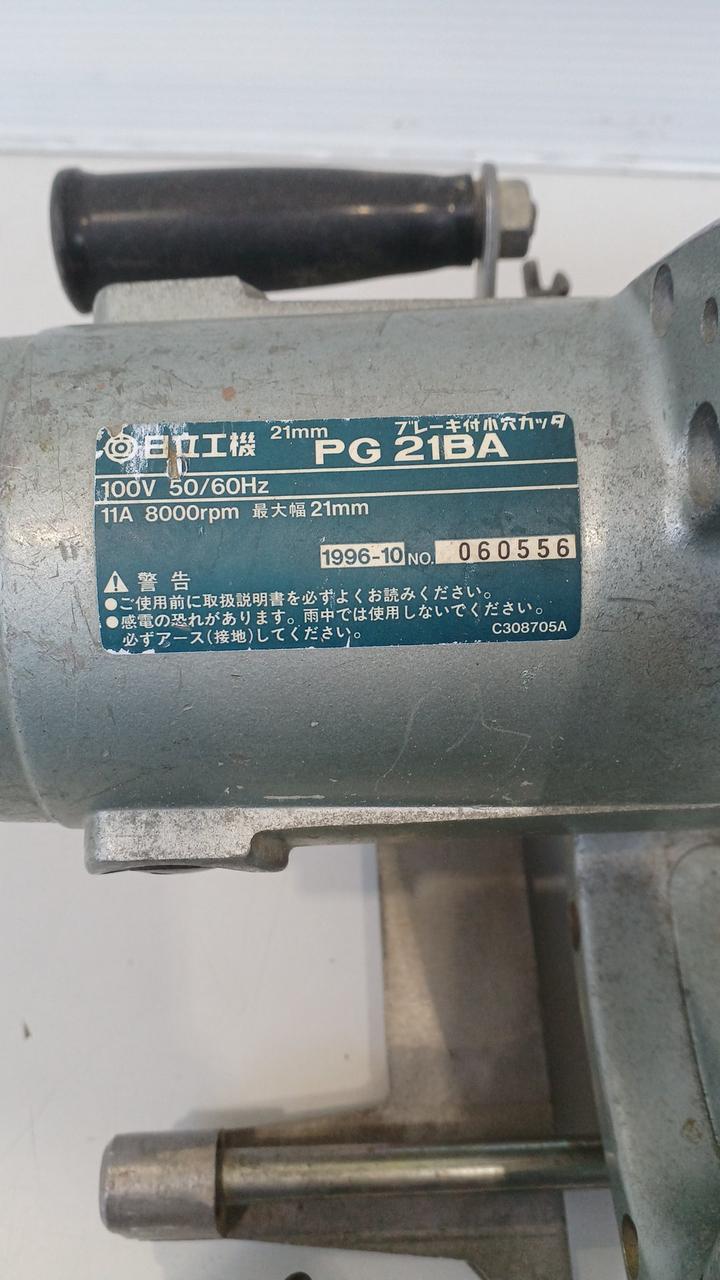 日立工機 21mm PG 21BA ブレーキ付小穴カッタ
100V 50/60Hz
11A 8000rpm 最大幅 21mm
1996-10 NO. 060556
警告
●ご使用前に取扱説明書を必ずよくお読みください。
●感電の恐れがあります。雨中では使用しないでください。
必ずアース(接地)してください。
C308705A